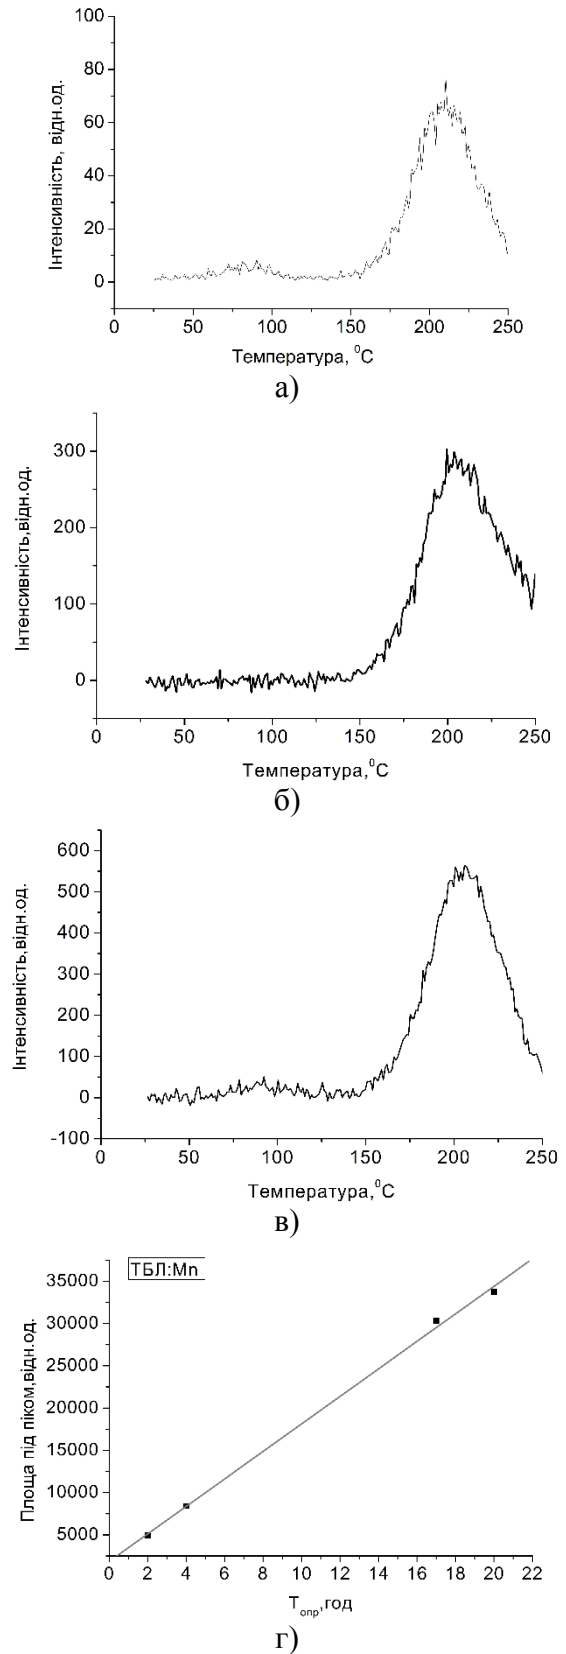 100
80
60
40
20
0
0 50 100 150 200 250
Інтенсивність, відн.од.
Температура, ⁰C
а)
300
200
100
0
0 50 100 150 200 250
Інтенсивність,відн.од.
Температура,⁰C
б)
600
500
400
300
200
100
0
-100
0 50 100 150 200 250
Інтенсивність,відн.од.
Температура,⁰C
в)
ТБЛ:Mn
35000
30000
25000
20000
15000
10000
5000
0 2 4 6 8 10 12 14 16 18 20 22
Площа під піком,відн.од.
Tопр,год
г)